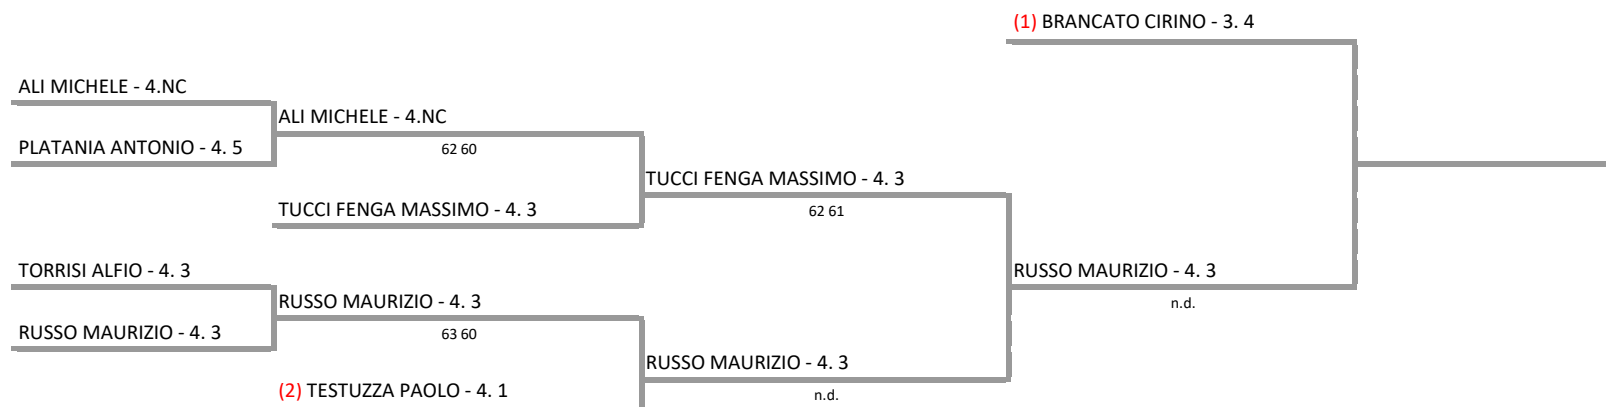 (1) BRANCATO CIRINO - 3. 4
ALI MICHELE - 4.NC
ALI MICHELE - 4.NC
PLATANIA ANTONIO - 4. 5
62 60
TUCCI FENGA MASSIMO - 4. 3
TUCCI FENGA MASSIMO - 4. 3
62 61
TORRISI ALFIO - 4. 3
RUSSO MAURIZIO - 4. 3
RUSSO MAURIZIO - 4. 3
n.d.
RUSSO MAURIZIO - 4. 3
63 60
RUSSO MAURIZIO - 4. 3
(2) TESTUZZA PAOLO - 4. 1
n.d.